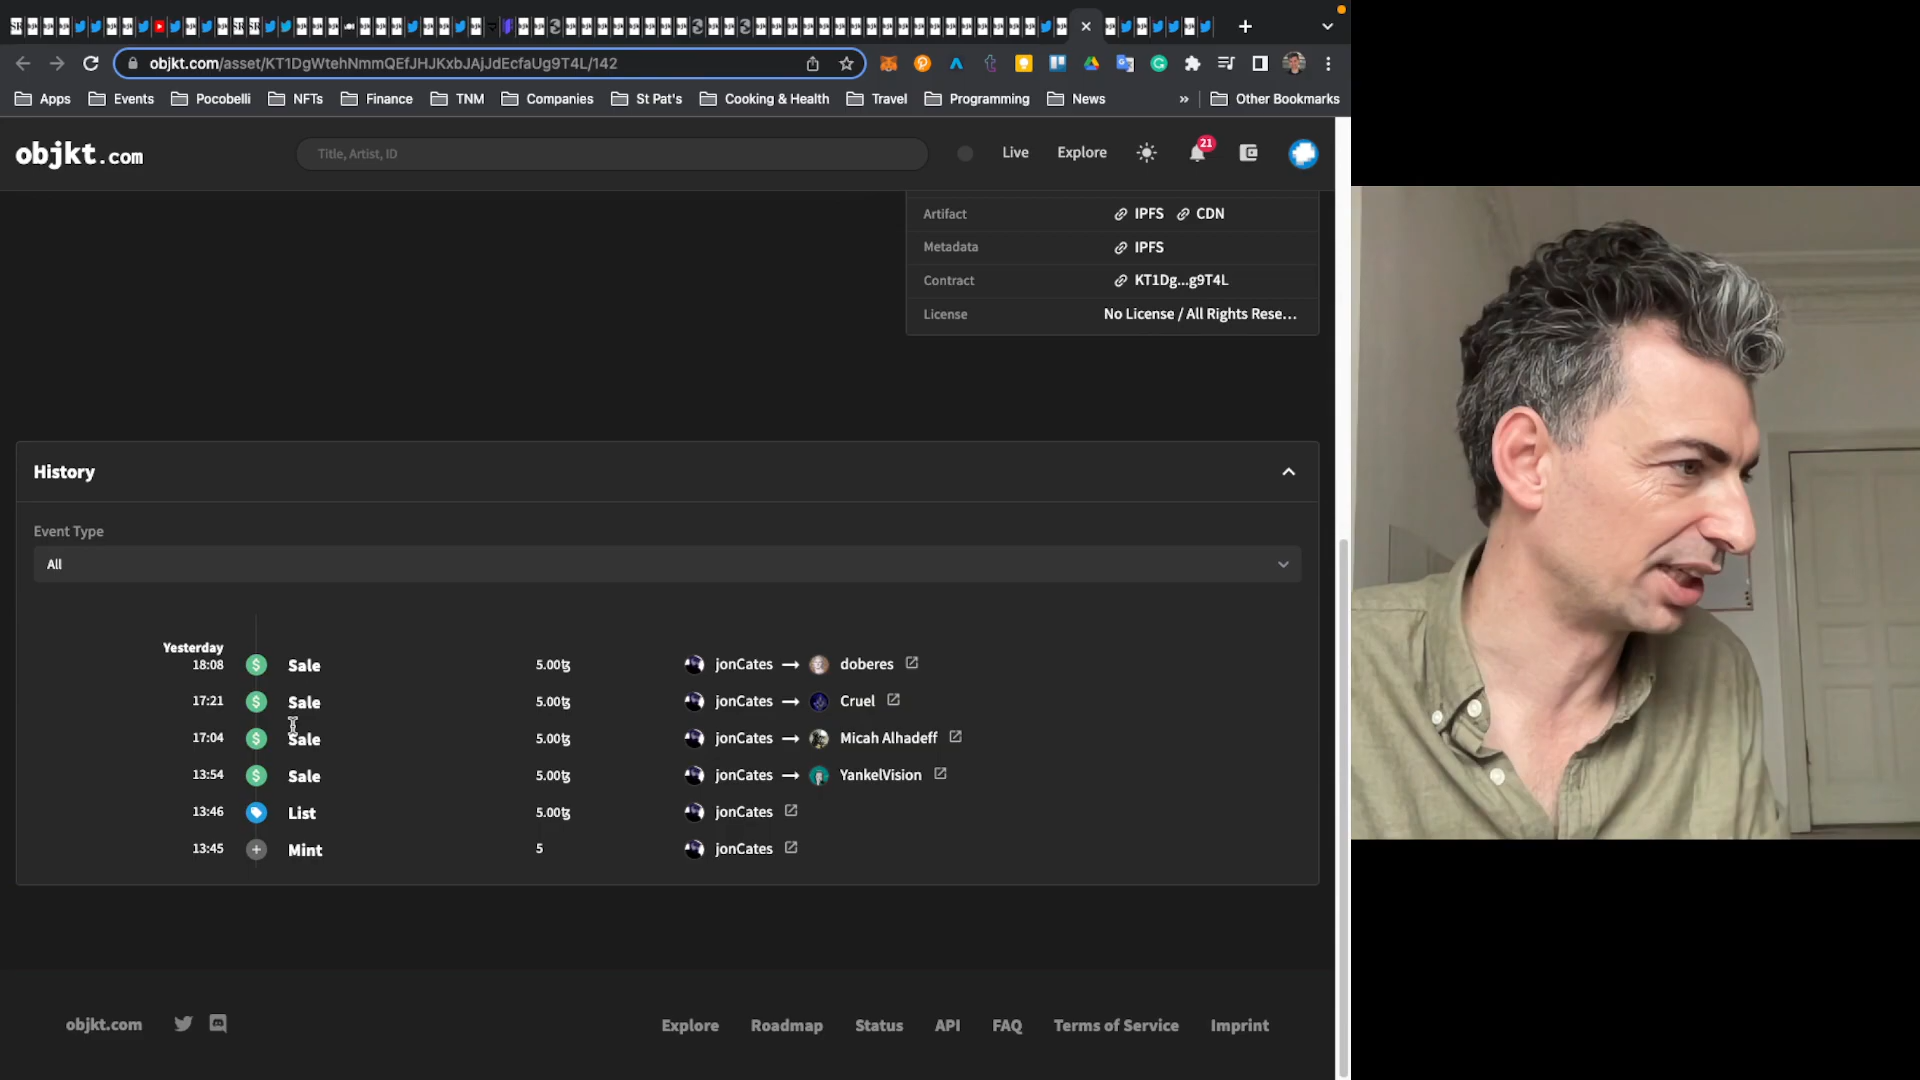 objkt.com/asset/KT1DgWtehNmmQEfJHJKxbJAjJdEcfaUg9T4L/142
Apps Events Pocobelli NFTs Finance TNM Companies St Pat's Cooking & Health Travel Programming News » Other Bookmarks
objkt.com Title, Artist, ID Live Explore 21
Artifact IPFS CDN
Metadata IPFS
Contract KT1Dg...g9T4L
License No License / All Rights Rese...
History
Event Type
All
Yesterday
18:08 $ Sale 5.00ꜩ jonCates → doberes
17:21 $ Sale 5.00ꜩ jonCates → Cruel
17:04 $ Sale 5.00ꜩ jonCates → Micah Alhadeff
13:54 $ Sale 5.00ꜩ jonCates → YankelVision
13:46 List 5.00ꜩ jonCates
13:45 + Mint 5 jonCates
objkt.com Explore Roadmap Status API FAQ Terms of Service Imprint